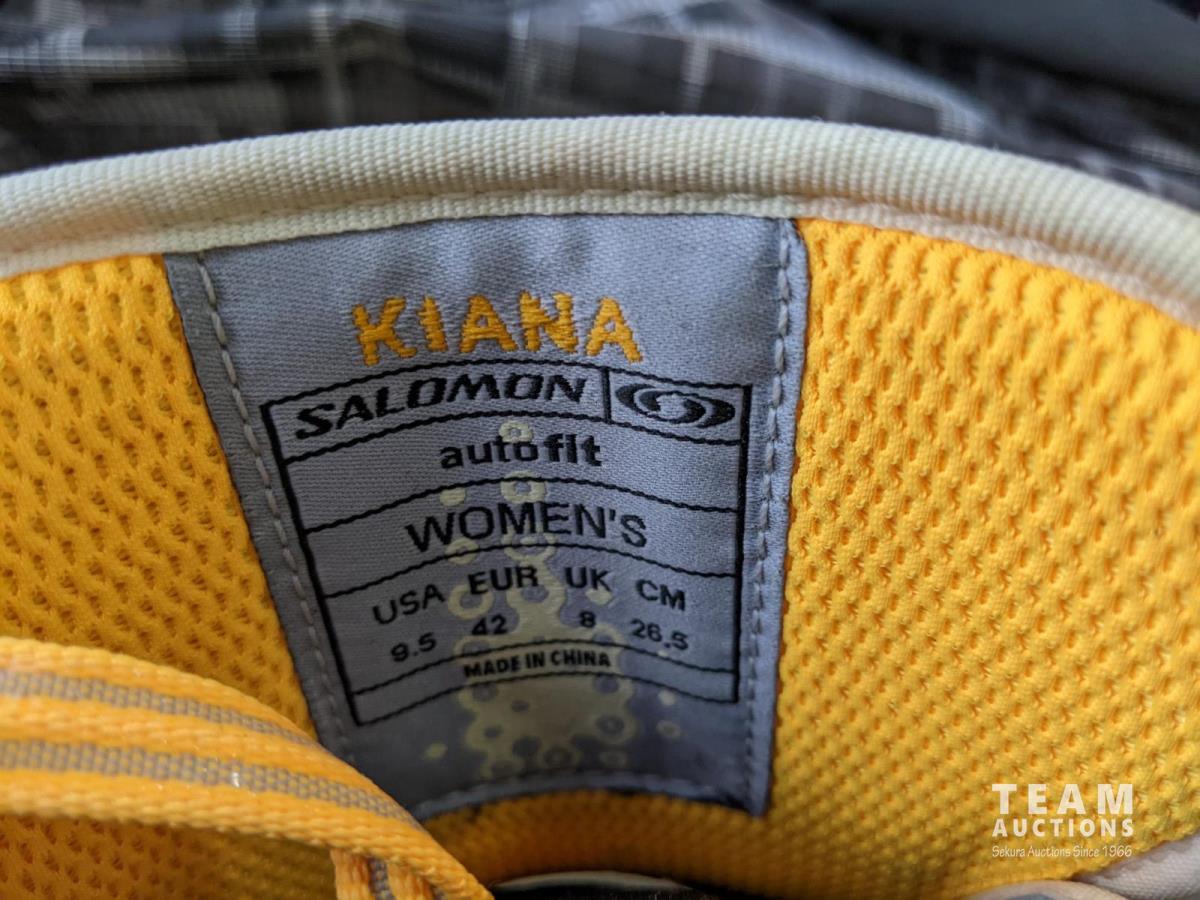 KIANA
SALOMON
autofit
WOMEN'S
USA EUR UK CM
9.5 42 8 26.5
MADE IN CHINA
TEAM
AUCTIONS
Sekura Auctions Since 1966